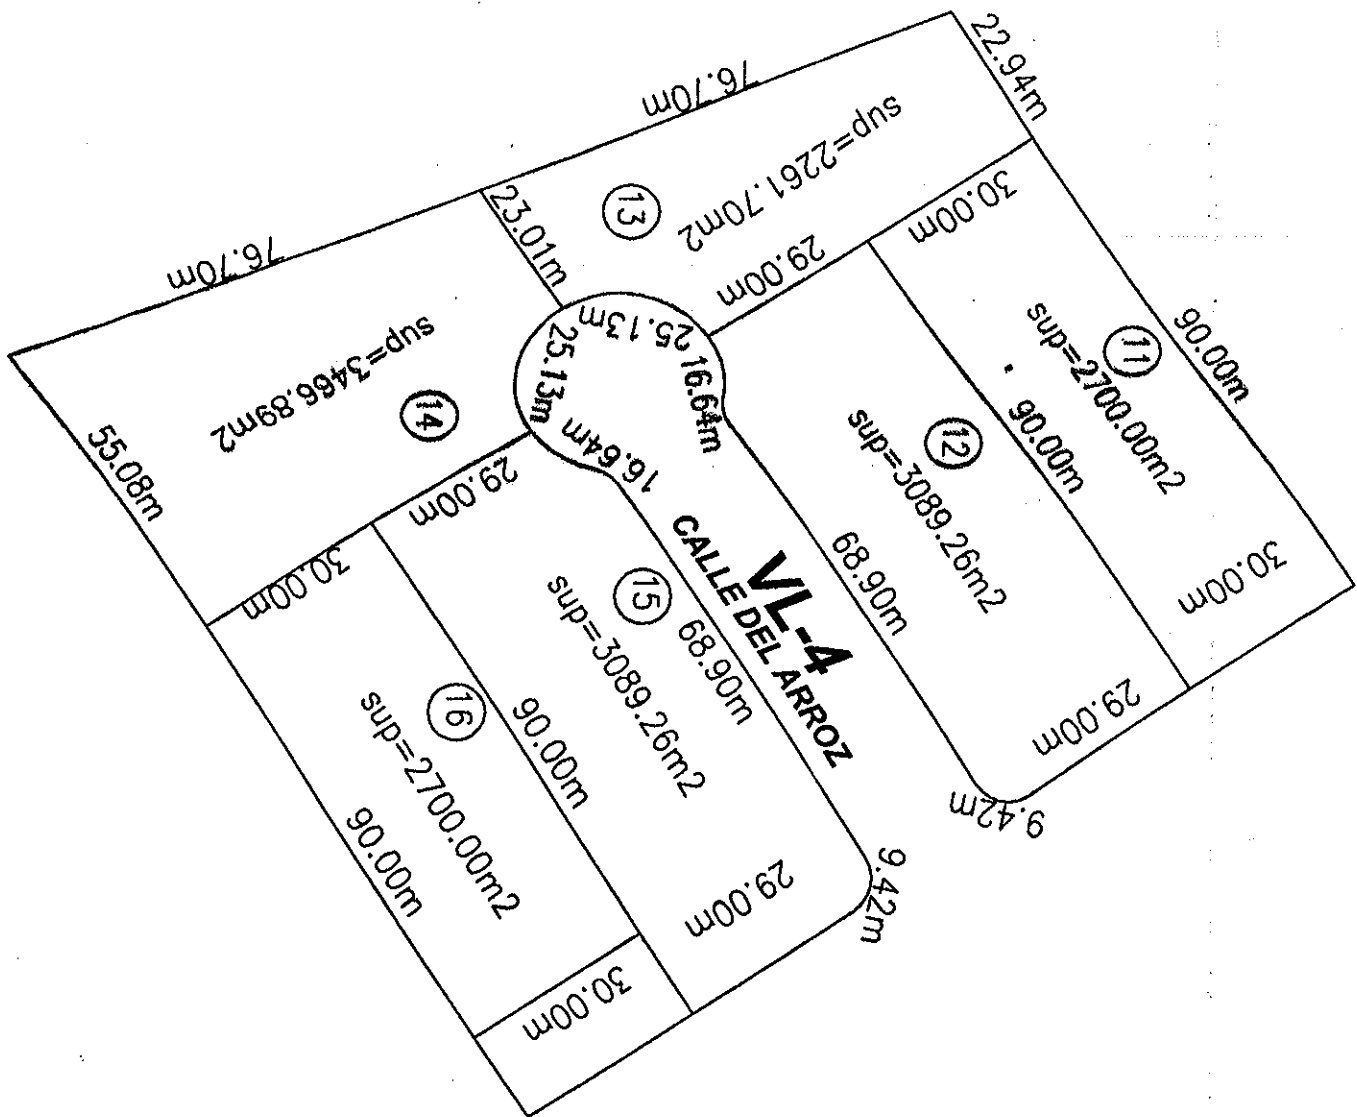 22.94m
76.70m
sup=2261.70m2
13
23.01m
30.00m
29.00m
76.70m
25.13m
25.13m
16.64m
16.64m
sup=3466.89m2
14
55.08m
29.00m
30.00m
90.00m
11
sup=2700.00m2
30.00m
90.00m
12
sup=3089.26m2
68.90m
29.00m
9.42m
VL-4
CALLE DEL ARROZ
68.90m
15
sup=3089.26m2
29.00m
9.42m
90.00m
16
sup=2700.00m2
90.00m
30.00m